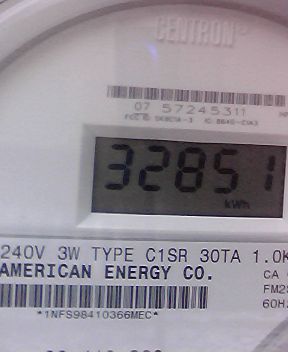 CENTRON
07 57245311
32851
kWh
240V 3W TYPE C1SR 30TA 1.0K
AMERICAN ENERGY CO.
CA
FM2S
60H
*1NFS98410366MEC*